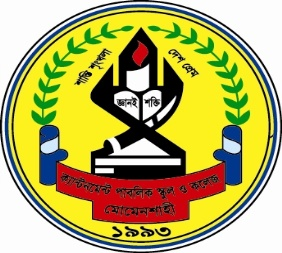 শান্তি শৃংখলা
দেশ প্রেম
জ্ঞানই শক্তি
ক্যান্টনমেন্ট পাবলিক স্কুল ও কলেজ
মোমেনশাহী
১৯৯৩